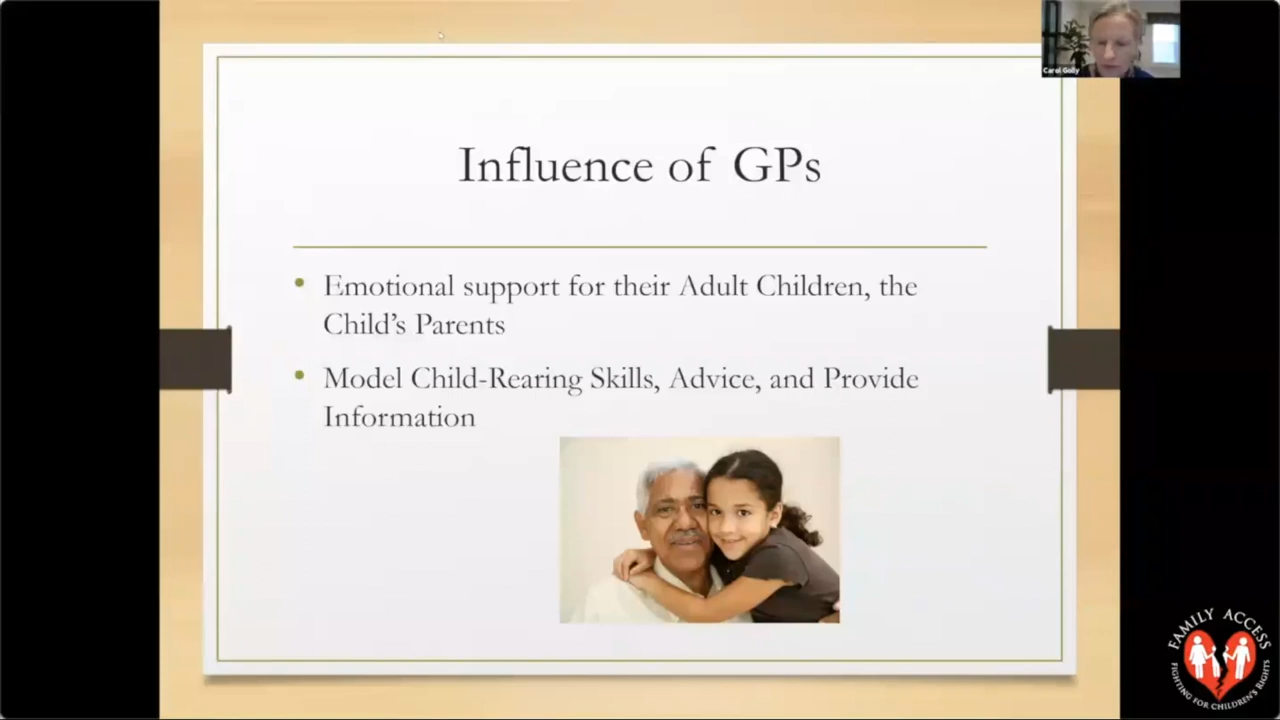 Carol Golly
Influence of GPs
• Emotional support for their Adult Children, the
Child’s Parents
• Model Child-Rearing Skills, Advice, and Provide
Information
FAMILY ACCESS
FIGHTING FOR CHILDREN'S RIGHTS